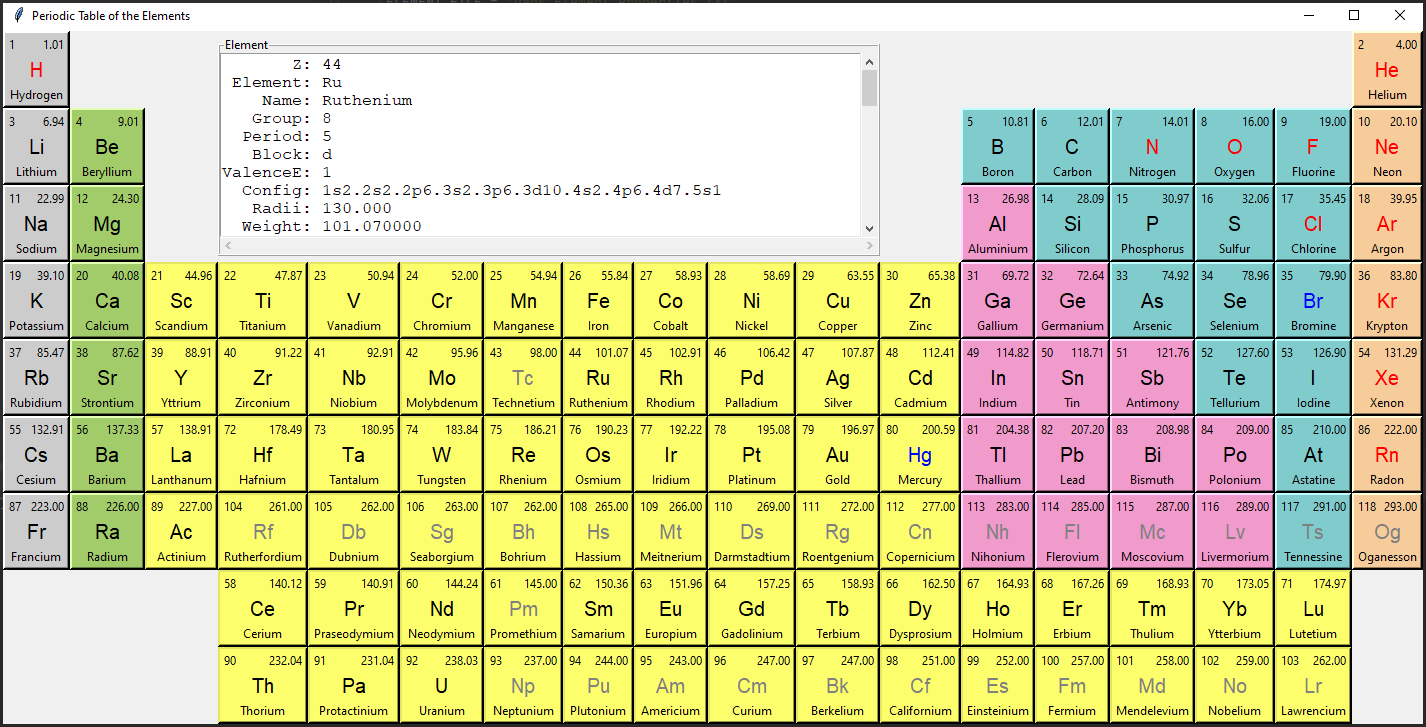 Periodic Table of the Elements
Element
Z: 44
Element: Ru
Name: Ruthenium
Group: 8
Period: 5
Block: d
ValenceE: 1
Config: 1s2.2s2.2p6.3s2.3p6.3d10.4s2.4p6.4d7.5s1
Radii: 130.000
Weight: 101.070000
1 1.01 2 4.00
H He
Hydrogen Helium
3 6.94 4 9.01 5 10.81 6 12.01 7 14.01 8 16.00 9 19.00 10 20.10
Li Be B C N O F Ne
Lithium Beryllium Boron Carbon Nitrogen Oxygen Fluorine Neon
11 22.99 12 24.30 13 26.98 14 28.09 15 30.97 16 32.06 17 35.45 18 39.95
Na Mg Al Si P S Cl Ar
Sodium Magnesium Aluminium Silicon Phosphorus Sulfur Chlorine Argon
19 39.10 20 40.08 21 44.96 22 47.87 23 50.94 24 52.00 25 54.94 26 55.84 27 58.93 28 58.69 29 63.55 30 65.38 31 69.72 32 72.64 33 74.92 34 78.96 35 79.90 36 83.80
K Ca Sc Ti V Cr Mn Fe Co Ni Cu Zn Ga Ge As Se Br Kr
Potassium Calcium Scandium Titanium Vanadium Chromium Manganese Iron Cobalt Nickel Copper Zinc Gallium Germanium Arsenic Selenium Bromine Krypton
37 85.47 38 87.62 39 88.91 40 91.22 41 92.91 42 95.96 43 98.00 44 101.07 45 102.91 46 106.42 47 107.87 48 112.41 49 114.82 50 118.71 51 121.76 52 127.60 53 126.90 54 131.29
Rb Sr Y Zr Nb Mo Tc Ru Rh Pd Ag Cd In Sn Sb Te I Xe
Rubidium Strontium Yttrium Zirconium Niobium Molybdenum Technetium Ruthenium Rhodium Palladium Silver Cadmium Indium Tin Antimony Tellurium Iodine Xenon
55 132.91 56 137.33 57 138.91 72 178.49 73 180.95 74 183.84 75 186.21 76 190.23 77 192.22 78 195.08 79 196.97 80 200.59 81 204.38 82 207.20 83 208.98 84 209.00 85 210.00 86 222.00
Cs Ba La Hf Ta W Re Os Ir Pt Au Hg Tl Pb Bi Po At Rn
Cesium Barium Lanthanum Hafnium Tantalum Tungsten Rhenium Osmium Iridium Platinum Gold Mercury Thallium Lead Bismuth Polonium Astatine Radon
87 223.00 88 226.00 89 227.00 104 261.00 105 262.00 106 263.00 107 262.00 108 265.00 109 266.00 110 269.00 111 272.00 112 277.00 113 283.00 114 285.00 115 287.00 116 289.00 117 291.00 118 293.00
Fr Ra Ac Rf Db Sg Bh Hs Mt Ds Rg Cn Nh Fl Mc Lv Ts Og
Francium Radium Actinium Rutherfordium Dubnium Seaborgium Bohrium Hassium Meitnerium Darmstadtium Roentgenium Copernicium Nihonium Flerovium Moscovium Livermorium Tennessine Oganesson
58 140.12 59 140.91 60 144.24 61 145.00 62 150.36 63 151.96 64 157.25 65 158.93 66 162.50 67 164.93 68 167.26 69 168.93 70 173.05 71 174.97
Ce Pr Nd Pm Sm Eu Gd Tb Dy Ho Er Tm Yb Lu
Cerium Praseodymium Neodymium Promethium Samarium Europium Gadolinium Terbium Dysprosium Holmium Erbium Thulium Ytterbium Lutetium
90 232.04 91 231.04 92 238.03 93 237.00 94 244.00 95 243.00 96 247.00 97 247.00 98 251.00 99 252.00 100 257.00 101 258.00 102 259.00 103 262.00
Th Pa U Np Pu Am Cm Bk Cf Es Fm Md No Lr
Thorium Protactinium Uranium Neptunium Plutonium Americium Curium Berkelium Californium Einsteinium Fermium Mendelevium Nobelium Lawrencium